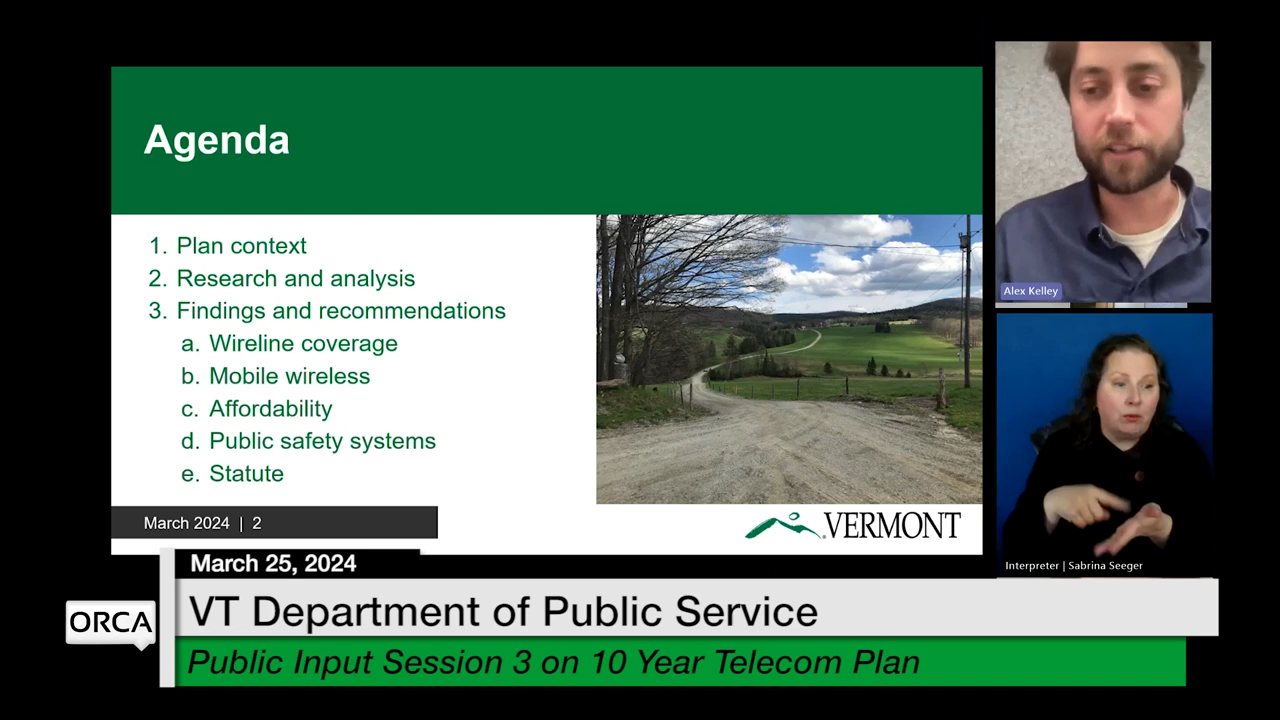 Agenda
1. Plan context
2. Research and analysis
3. Findings and recommendations
a. Wireline coverage
b. Mobile wireless
c. Affordability
d. Public safety systems
e. Statute
March 2024 | 2
VERMONT
Alex Kelley
Interpreter | Sabrina Seeger
March 25, 2024
ORCA
VT Department of Public Service
Public Input Session 3 on 10 Year Telecom Plan